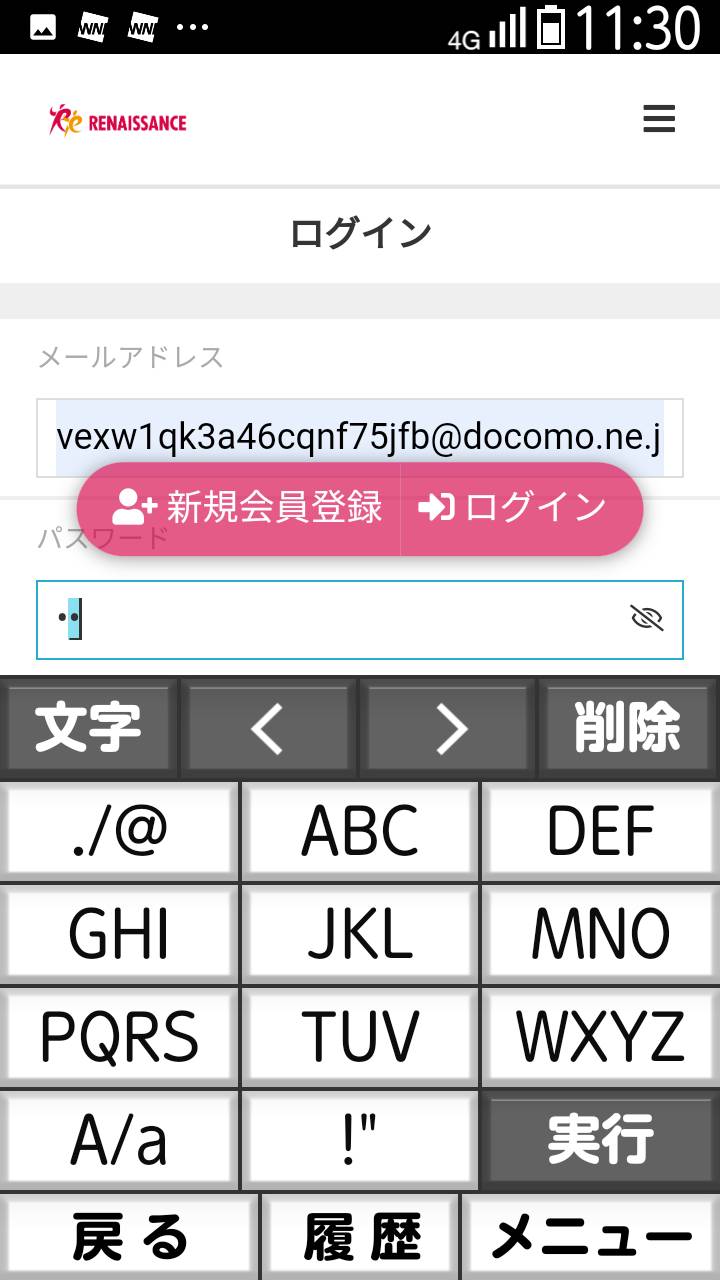 4G 11:30
RENAISSANCE
ログイン
メールアドレス
vexw1qk3a46cqnf75jfb@docomo.ne.j
新規会員登録 ログイン
パスワード
文字 < > 削除
./@ ABC DEF
GHI JKL MNO
PQRS TUV WXYZ
A/a !" 実行
戻る 履歴 メニュー